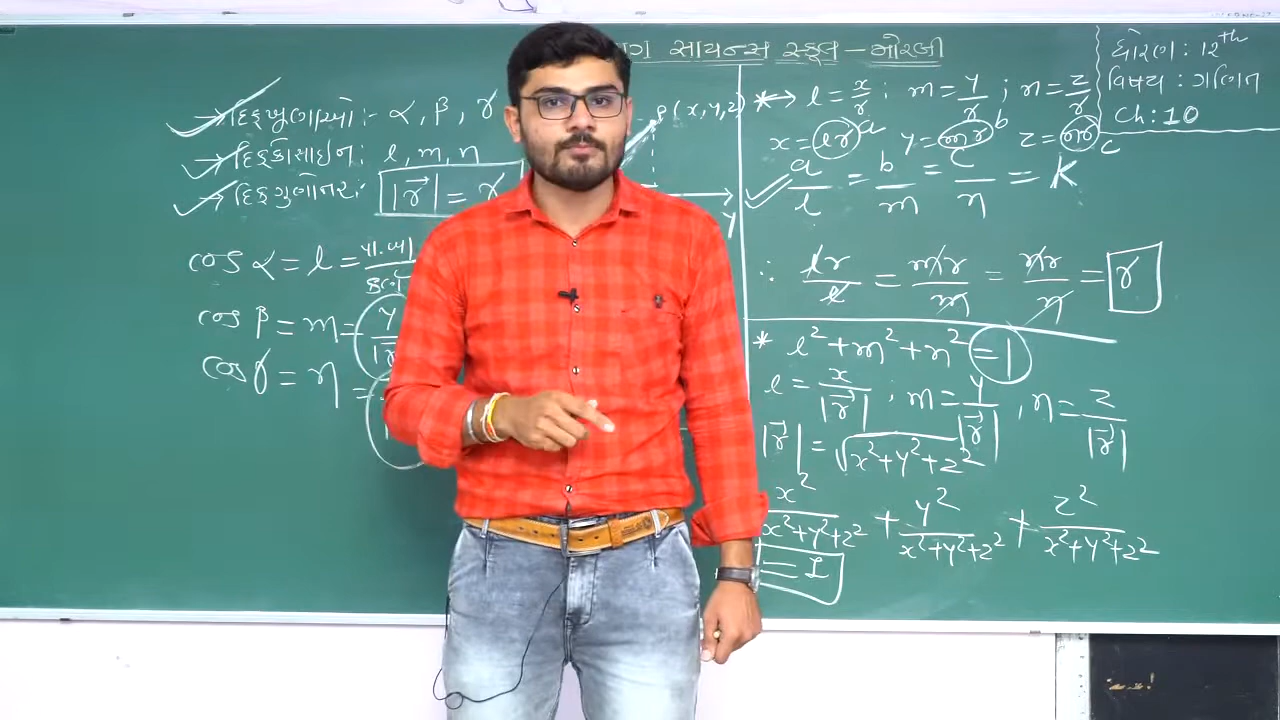 સાયન્સ સ્કૂલ - મોરબી
ધોરણ : 12th
વિષય : ગણિત
Ch : 10
→ દિક્ખૂણાઓ :- α, β, γ
→ દિક્કોસાઇન : l, m, n
→ દિક્ગુણોત્તર : |r⃗| = r
cos α = l =
cos β = m = y
cos γ = n =
P(x, y, z)
Y
* → l = x/r ; m = y/r ; n = z/r
x = lr a y = mr b z = nr c
a/l = b/m = c/n = K
∴ lr/l = mr/m = nr/n = r
* l² + m² + n² = 1
l = x/|r⃗| ; m = y/|r⃗| , n = z/|r⃗|
|r⃗| = √x² + y² + z²
x²/x²+y²+z² + y²/x²+y²+z² + z²/x²+y²+z²
= 1